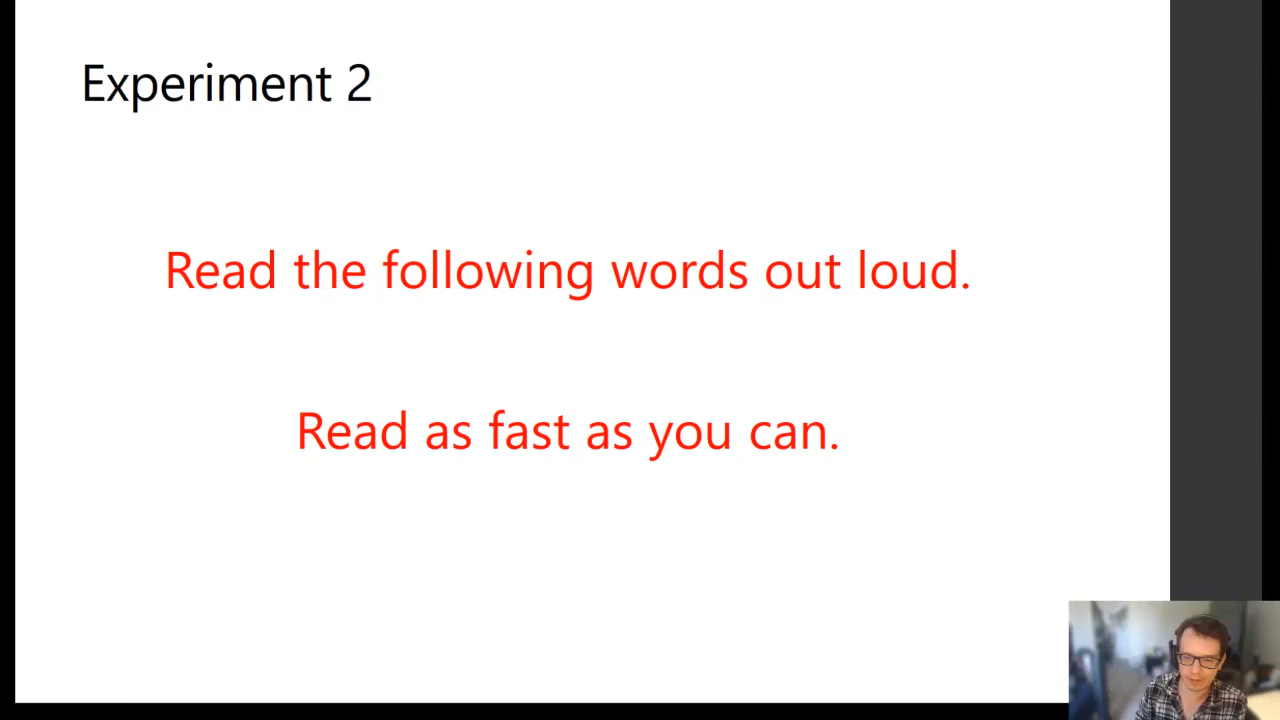 Experiment 2
Read the following words out loud.
Read as fast as you can.